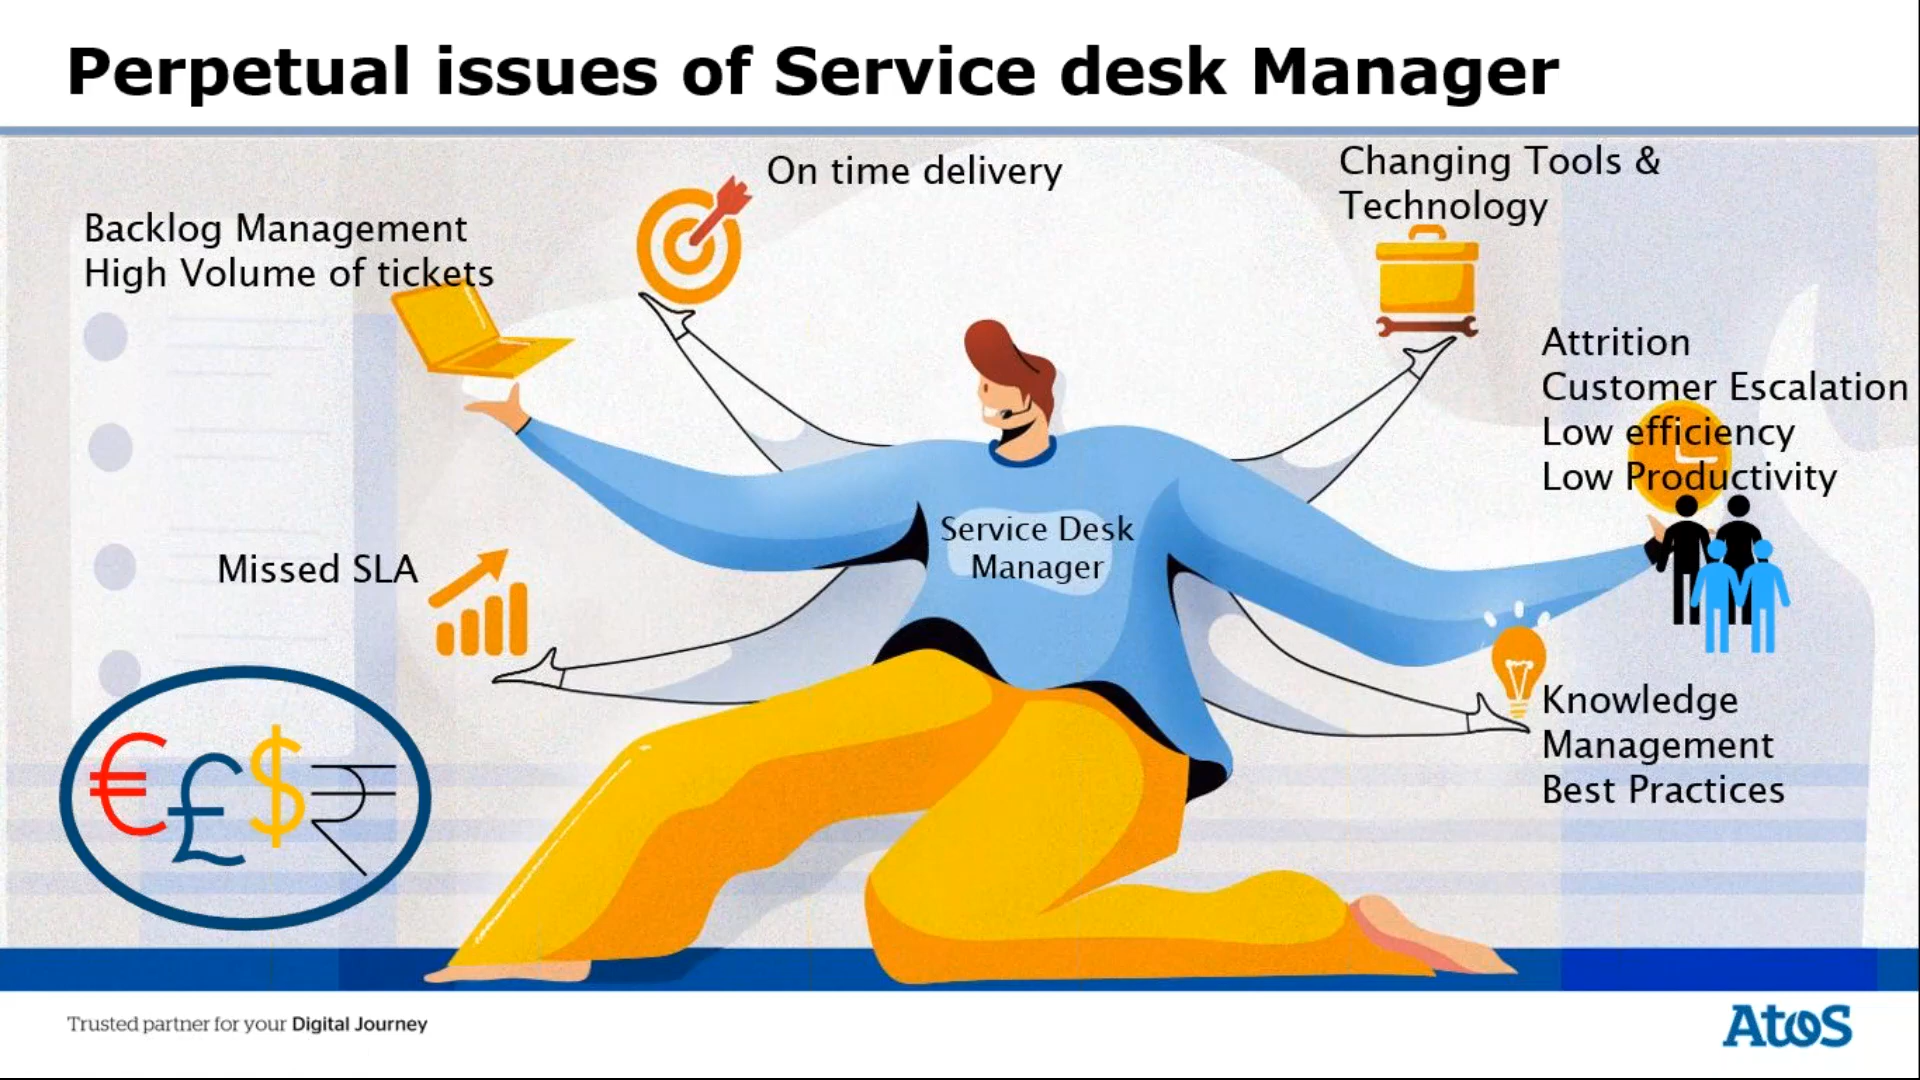 Perpetual issues of Service desk Manager
On time delivery
Changing Tools &
Technology
Backlog Management
High Volume of tickets
Attrition
Customer Escalation
Low efficiency
Low Productivity
Service Desk
Manager
Missed SLA
Knowledge
Management
Best Practices
€ £ $ ₹
Trusted partner for your Digital Journey
Atos